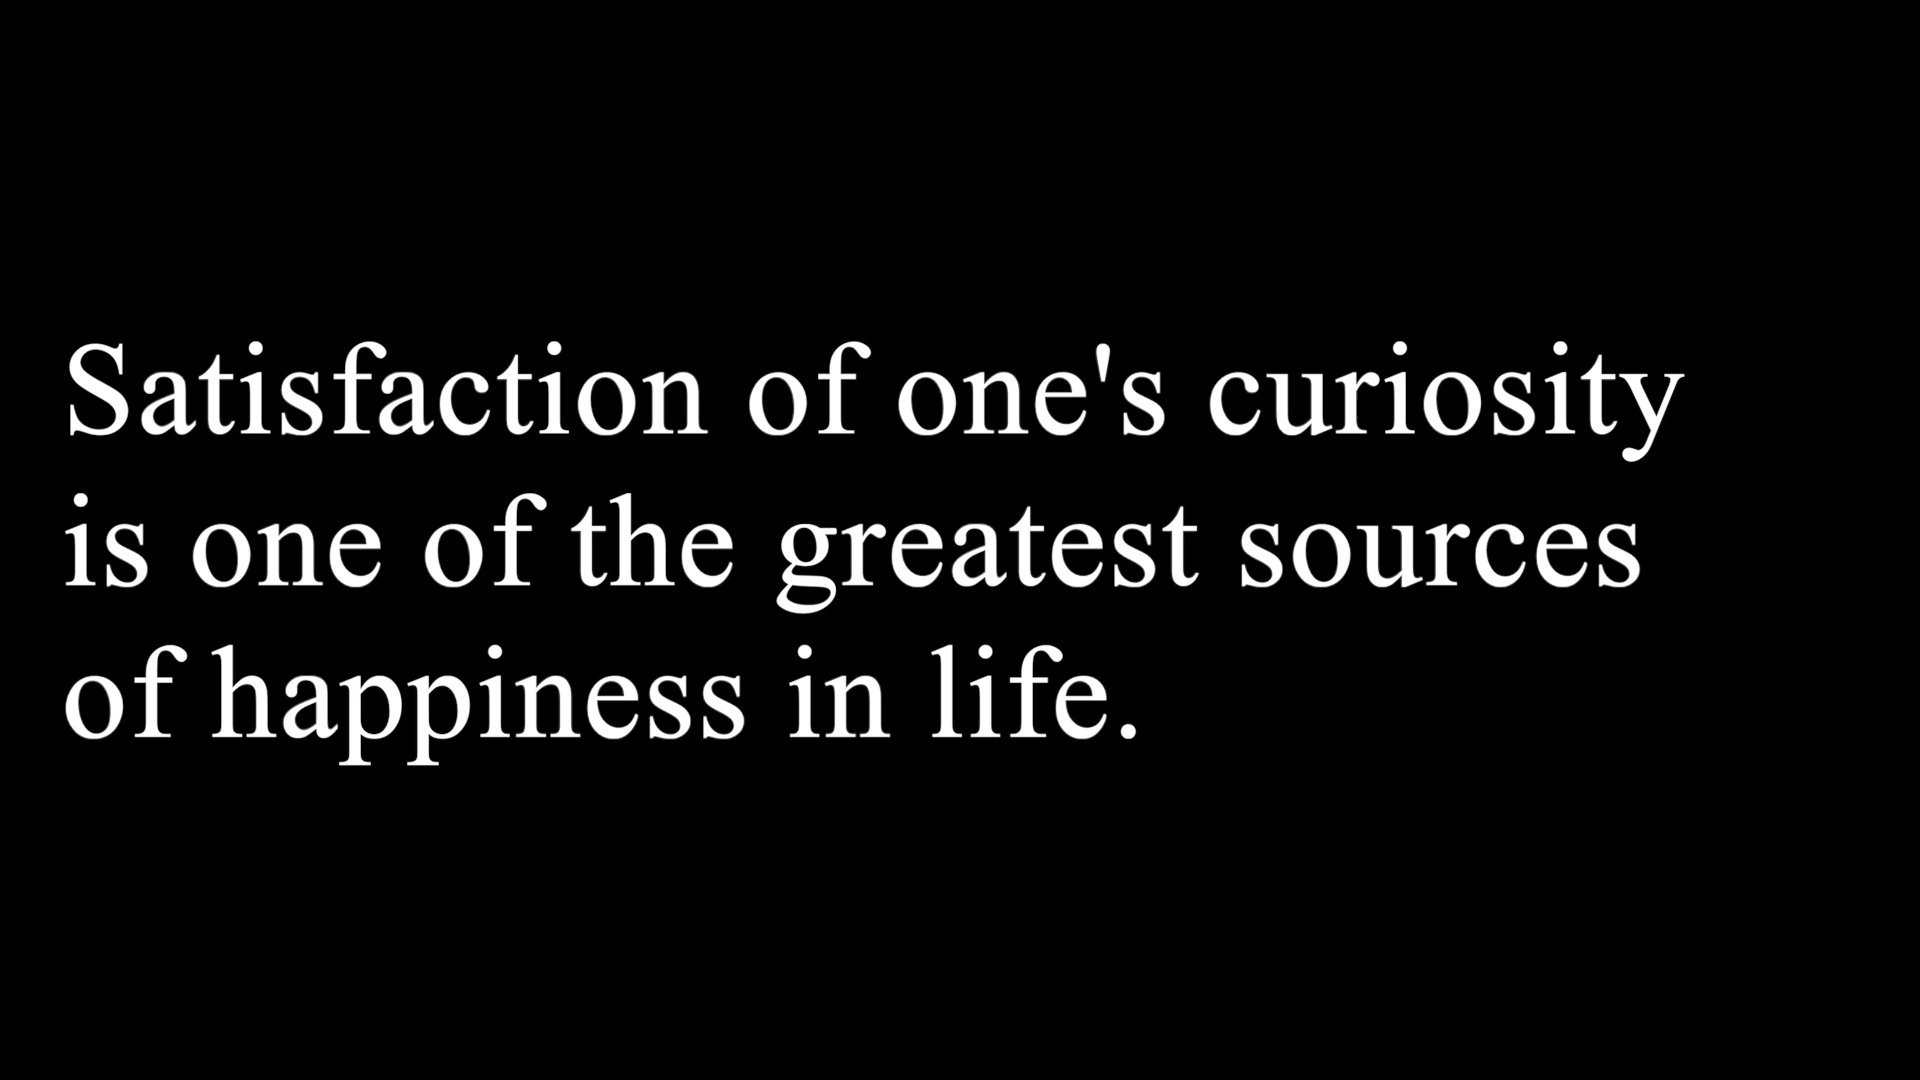 Satisfaction of one's curiosity
is one of the greatest sources
of happiness in life.